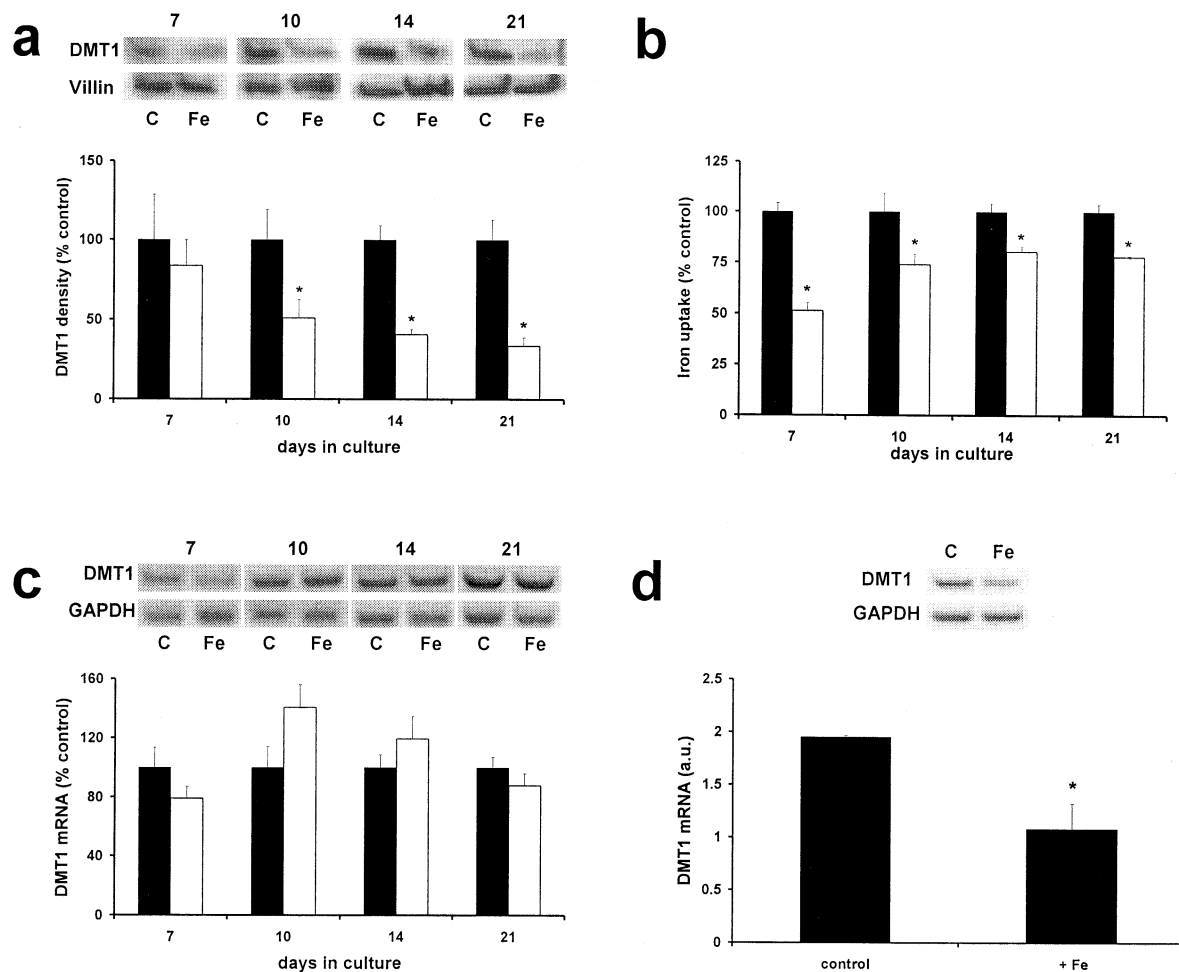 a
7 10 14 21
DMT1
Villin
C Fe C Fe C Fe C Fe
150
100
50
0
DMT1 density (% control)
* * *
7 10 14 21
days in culture
b
125
100
75
50
25
0
Iron uptake (% control)
* * * *
7 10 14 21
days in culture
c
7 10 14 21
DMT1
GAPDH
C Fe C Fe C Fe C Fe
160
120
80
40
0
DMT1 mRNA (% control)
7 10 14 21
days in culture
d
C Fe
DMT1
GAPDH
2.5
2
1.5
1
0.5
0
DMT1 mRNA (a.u.)
*
control + Fe